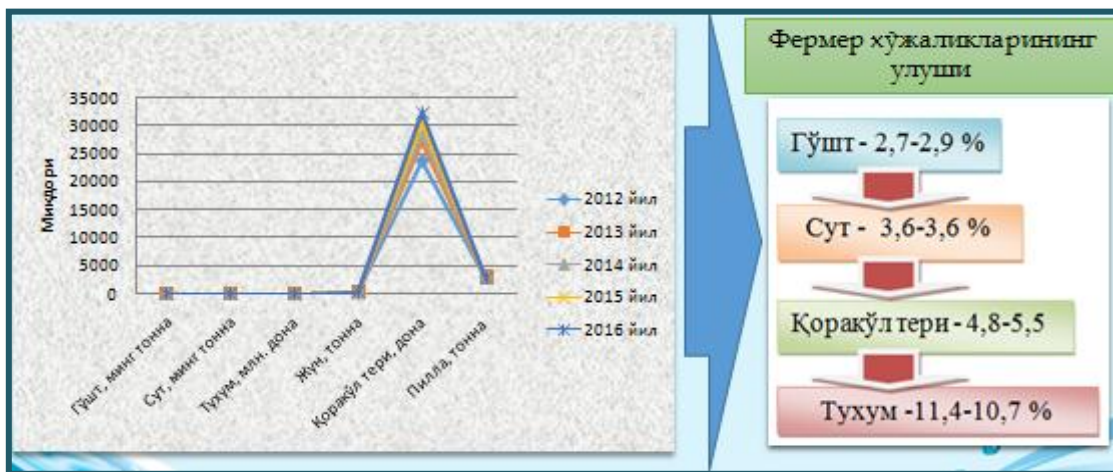 Миқдори
35000
30000
25000
20000
15000
10000
5000
0
Гўшт, минг тонна
Сут, минг тонна
Тухум, млн. дона
Жун, тонна
Қоракўл тери, дона
Пилла, тонна
2012 йил
2013 йил
2014 йил
2015 йил
2016 йил
Фермер хўжаликларининг
улуши
Гўшт - 2,7-2,9 %
Сут - 3,6-3,6 %
Қоракўл тери - 4,8-5,5
Тухум -11,4-10,7 %